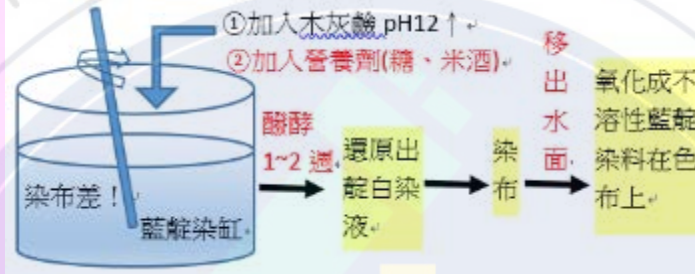 ①加入木灰鹼 pH12↑
②加入營養劑(糖、米酒)
染布差！
藍靛染缸
醱酵
1~2 週
還原出
靛白染
液
染
布
移
出
水
面
氧化成不
溶性藍靛
染料在色
布上